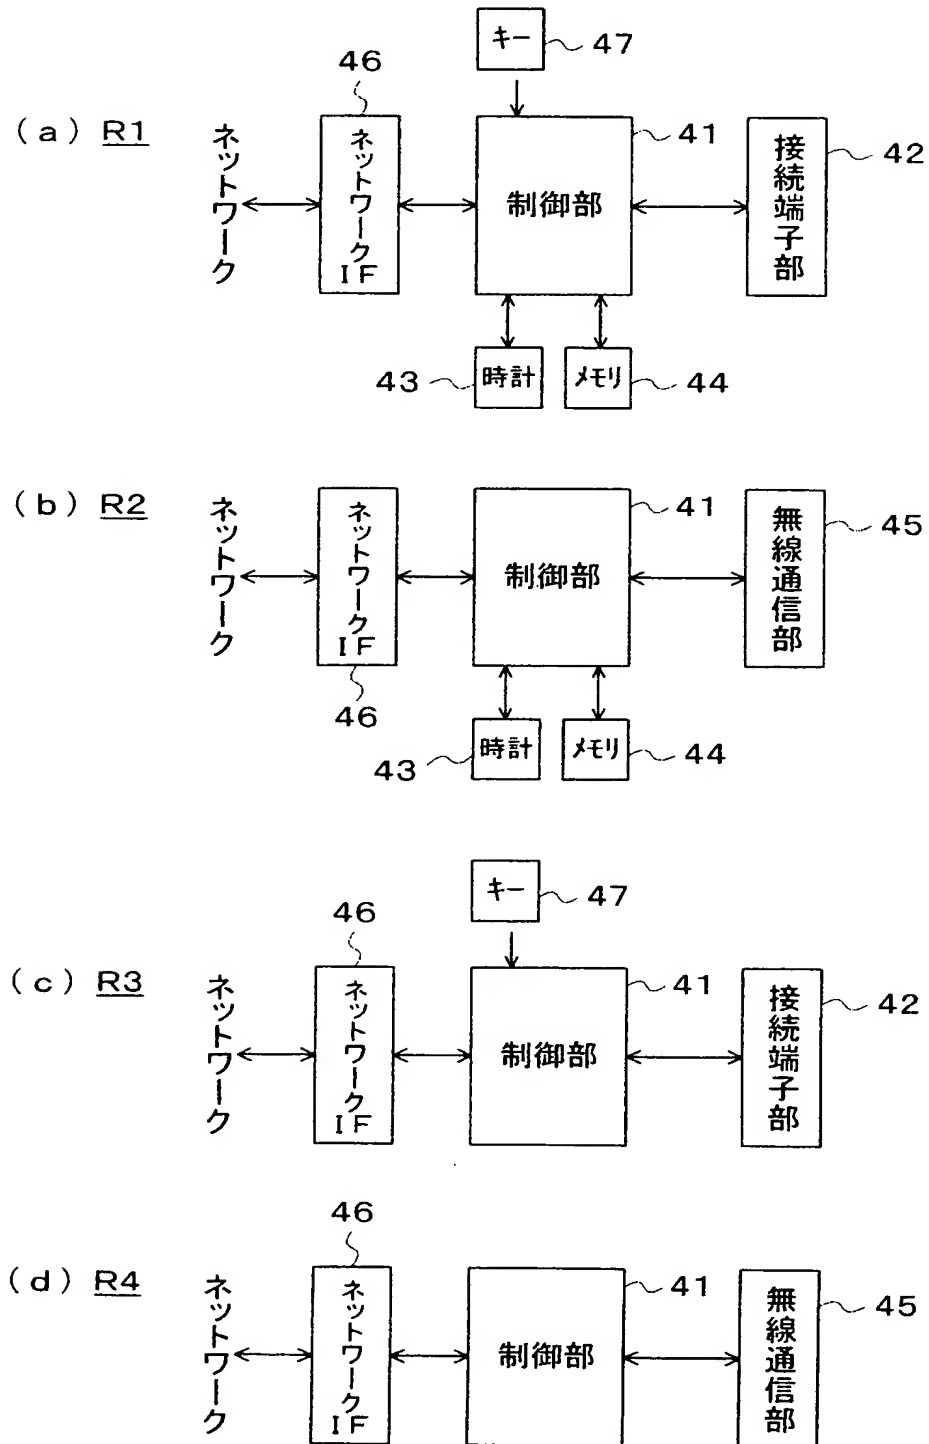 キー
47
46
(a) R1
ネットワーク
ネットワークIF
制御部
41
接続端子部
42
43
時計
メモリ
44
(b) R2
ネットワーク
ネットワークIF
46
制御部
41
無線通信部
45
43
時計
メモリ
44
キー
47
46
(c) R3
ネットワーク
ネットワークIF
制御部
41
接続端子部
42
46
(d) R4
ネットワーク
ネットワークIF
制御部
41
無線通信部
45